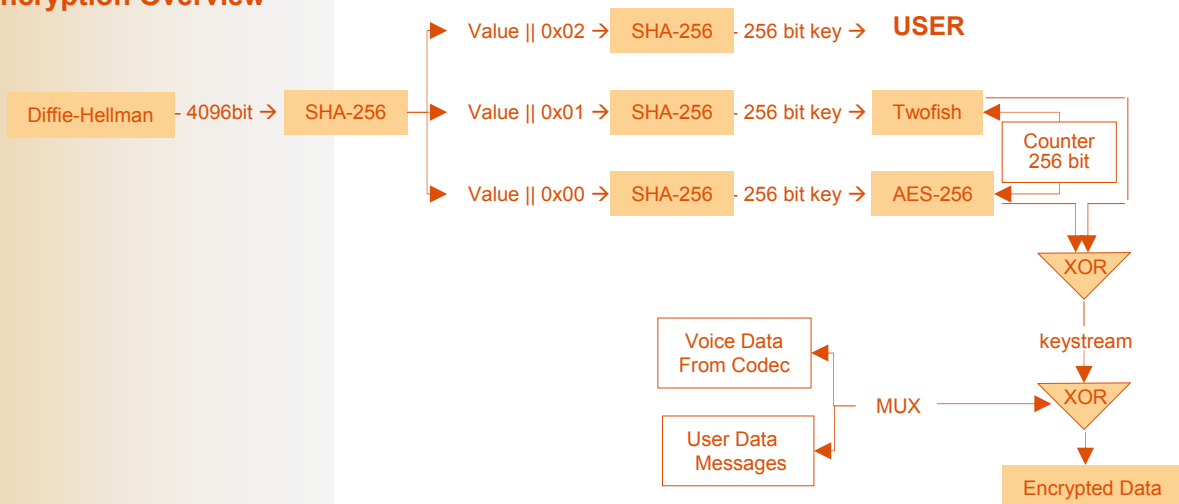 ncryption Overview
Value || 0x02 → SHA-256 - 256 bit key → USER
Diffie-Hellman - 4096bit → SHA-256
Value || 0x01 → SHA-256 - 256 bit key → Twofish
Counter
256 bit
Value || 0x00 → SHA-256 - 256 bit key → AES-256
XOR
keystream
Voice Data
From Codec
MUX
XOR
User Data
Messages
Encrypted Data